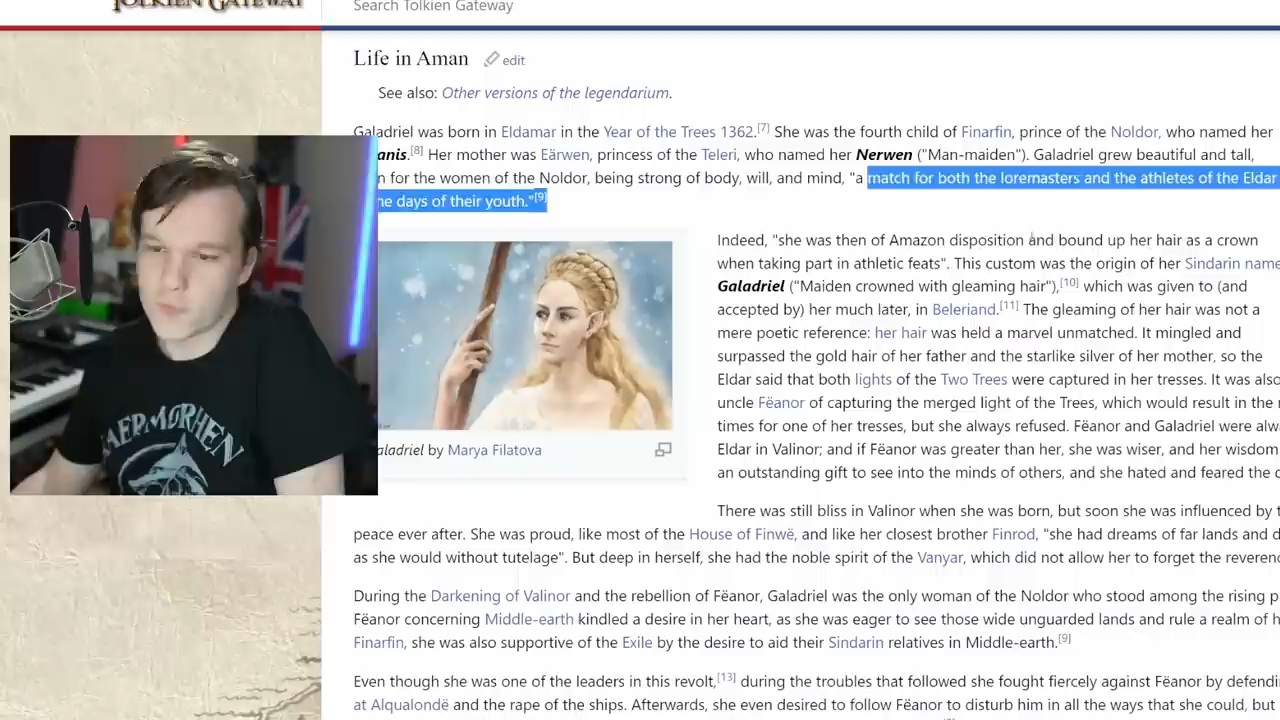 TOLKIEN GATEWAY
Search Tolkien Gateway
Life in Aman edit
See also: Other versions of the legendarium.
Galadriel was born in Eldamar in the Year of the Trees 1362.[7] She was the fourth child of Finarfin, prince of the Noldor, who named her
anis.[8] Her mother was Eärwen, princess of the Teleri, who named her Nerwen ("Man-maiden"). Galadriel grew beautiful and tall,
n for the women of the Noldor, being strong of body, will, and mind, "a match for both the loremasters and the athletes of the Eldar
he days of their youth."[9]
Indeed, "she was then of Amazon disposition and bound up her hair as a crown
when taking part in athletic feats". This custom was the origin of her Sindarin name
Galadriel ("Maiden crowned with gleaming hair"),[10] which was given to (and
accepted by) her much later, in Beleriand.[11] The gleaming of her hair was not a
mere poetic reference: her hair was held a marvel unmatched. It mingled and
surpassed the gold hair of her father and the starlike silver of her mother, so the
Eldar said that both lights of the Two Trees were captured in her tresses. It was also
uncle Fëanor of capturing the merged light of the Trees, which would result in the
times for one of her tresses, but she always refused. Fëanor and Galadriel were alw
Eldar in Valinor; and if Fëanor was greater than her, she was wiser, and her wisdom
an outstanding gift to see into the minds of others, and she hated and feared the
aladriel by Marya Filatova
KAER MORHEN
There was still bliss in Valinor when she was born, but soon she was influenced by
peace ever after. She was proud, like most of the House of Finwë, and like her closest brother Finrod, "she had dreams of far lands and d
as she would without tutelage". But deep in herself, she had the noble spirit of the Vanyar, which did not allow her to forget the reveren
During the Darkening of Valinor and the rebellion of Fëanor, Galadriel was the only woman of the Noldor who stood among the rising p
Fëanor concerning Middle-earth kindled a desire in her heart, as she was eager to see those wide unguarded lands and rule a realm of h
Finarfin, she was also supportive of the Exile by the desire to aid their Sindarin relatives in Middle-earth.[9]
Even though she was one of the leaders in this revolt,[13] during the troubles that followed she fought fiercely against Fëanor by defendi
at Alqualondë and the rape of the ships. Afterwards, she even desired to follow Fëanor to disturb him in all the ways that she could, but